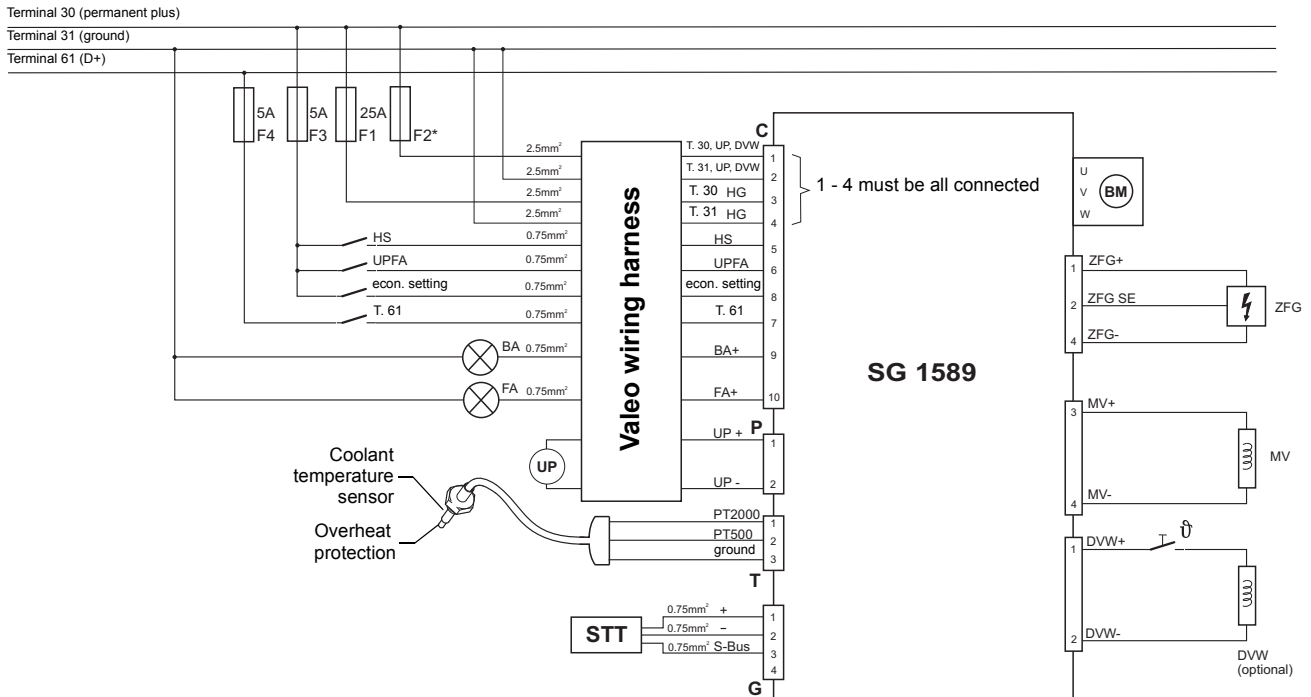 Terminal 30 (permanent plus)
Terminal 31 (ground)
Terminal 61 (D+)
5A
F4
5A
F3
25A
F1
F2*
2.5mm²
2.5mm²
2.5mm²
2.5mm²
HS 0.75mm²
UPFA 0.75mm²
econ. setting 0.75mm²
T. 61 0.75mm²
BA 0.75mm²
FA 0.75mm²
UP
Valeo wiring harness
C
T. 30, UP, DVW 1
T. 31, UP, DVW 2
T. 30 HG 3
T. 31 HG 4
HS 5
UPFA 6
econ. setting 8
T. 61 7
BA+ 9
FA+ 10
1 - 4 must be all connected
P
UP + 1
UP - 2
Coolant
temperature
sensor
Overheat
protection
PT2000 1
PT500 2
ground 3
T
STT
0.75mm² + 1
0.75mm² − 2
0.75mm² S-Bus 3
4
G
SG 1589
U
V
W
BM
1 ZFG+
2 ZFG SE
4 ZFG-
ZFG
3 MV+
4 MV-
MV
1 DVW+
ϑ
2 DVW-
DVW
(optional)